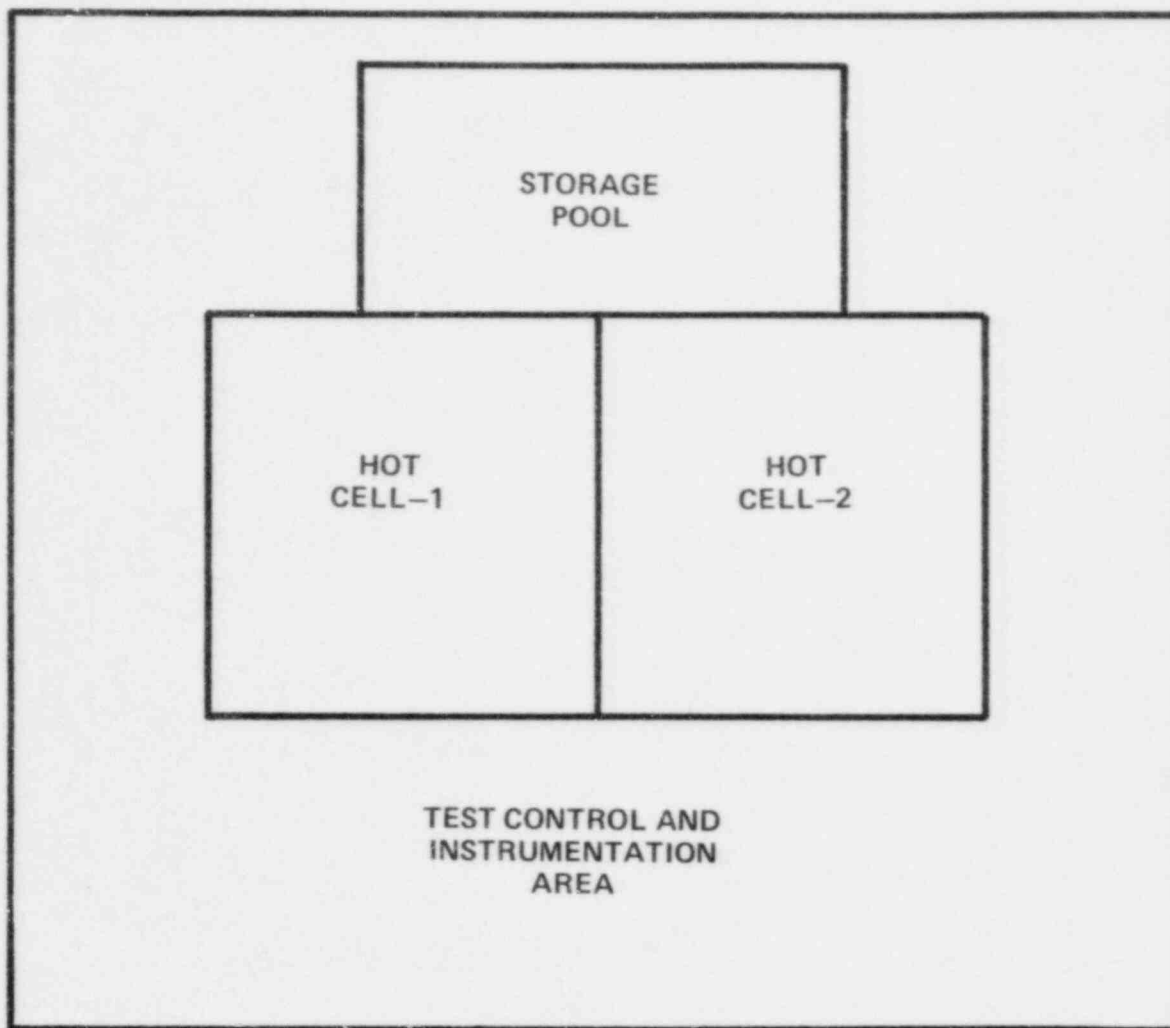 STORAGE
POOL
HOT
CELL–1
HOT
CELL–2
TEST CONTROL AND
INSTRUMENTATION
AREA